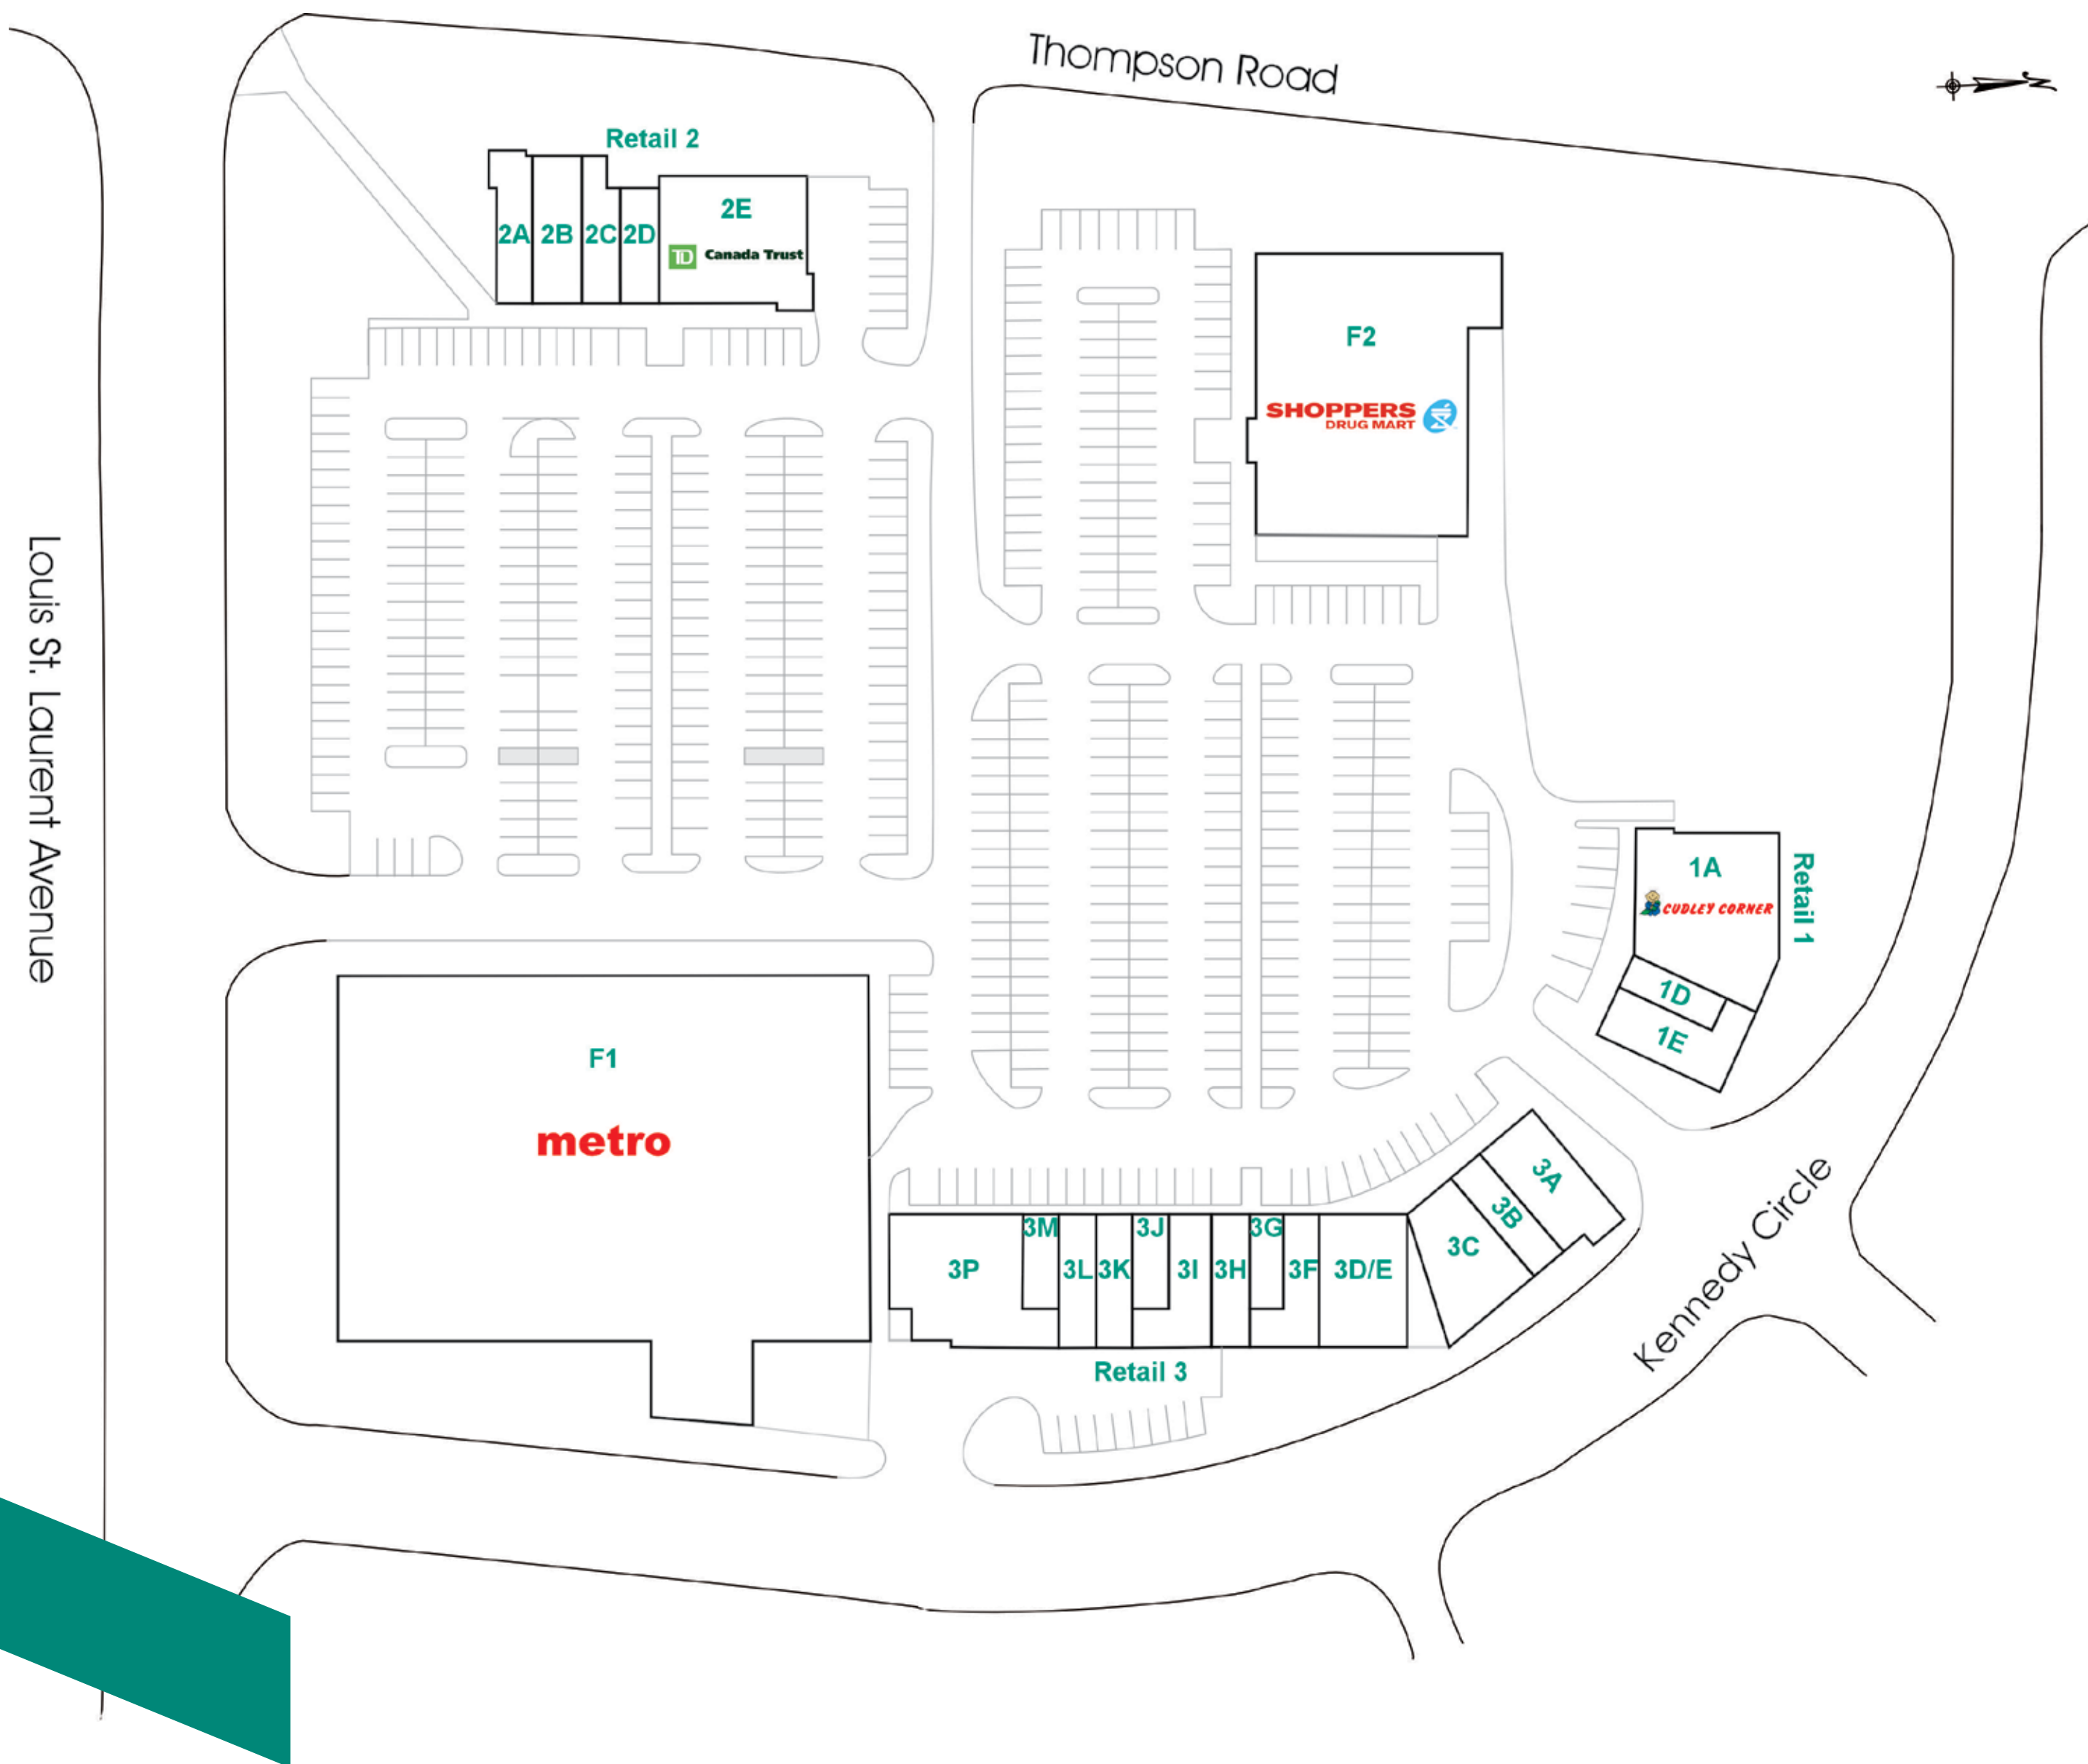 Thompson Road
N
Retail 2
2A
2B
2C
2D
2E
TD Canada Trust
F2
SHOPPERS
DRUG MART
Louis St. Laurent Avenue
1A
CUDLEY CORNER
Retail 1
1D
1E
F1
metro
3A
3B
3C
3M
3J
3G
3P
3L
3K
3I
3H
3F
3D/E
Retail 3
Kennedy Circle